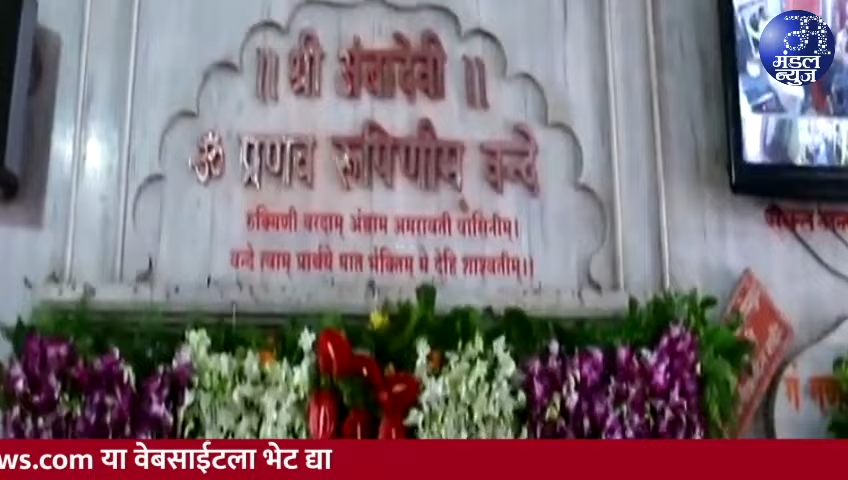 || श्री अंबादेवी ||
ॐ प्रणव रूपिणीम् वन्दे
रुक्मिणी वरदाम् अंबाम अमरावती वासिनीम्।
वन्दे त्वाम् प्रार्थये मात भक्तिम् मे देहि शाश्वतीम्।।
मंडल
न्युज
ws.com या वेबसाईटला भेट द्या